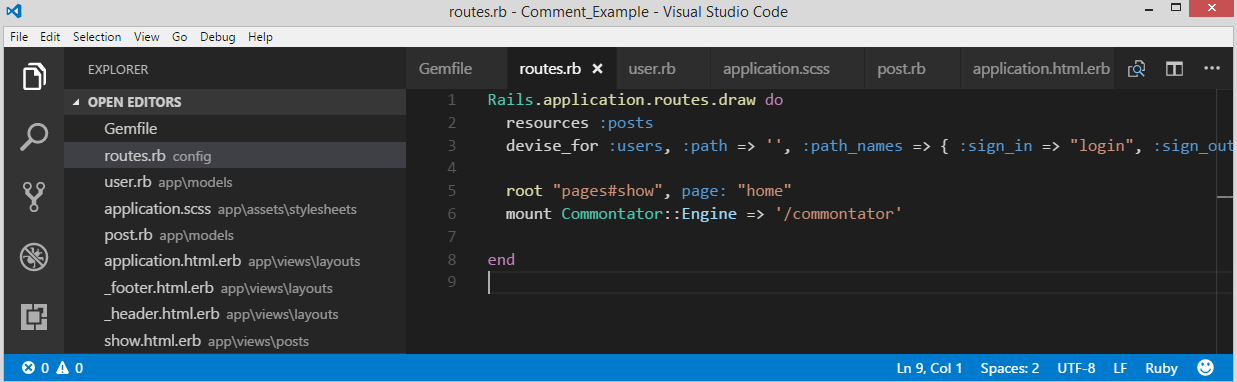 routes.rb - Comment_Example - Visual Studio Code
File Edit Selection View Go Debug Help
EXPLORER
OPEN EDITORS
Gemfile
routes.rb config
user.rb app\models
application.scss app\assets\stylesheets
post.rb app\models
application.html.erb app\views\layouts
_footer.html.erb app\views\layouts
_header.html.erb app\views\layouts
show.html.erb app\views\posts
Gemfile routes.rb user.rb application.scss post.rb application.html.erb
1 Rails.application.routes.draw do
2 resources :posts
3 devise_for :users, :path => '', :path_names => { :sign_in => "login", :sign_out
4
5 root "pages#show", page: "home"
6 mount Commontator::Engine => '/commontator'
7
8 end
9
0 0 Ln 9, Col 1 Spaces: 2 UTF-8 LF Ruby